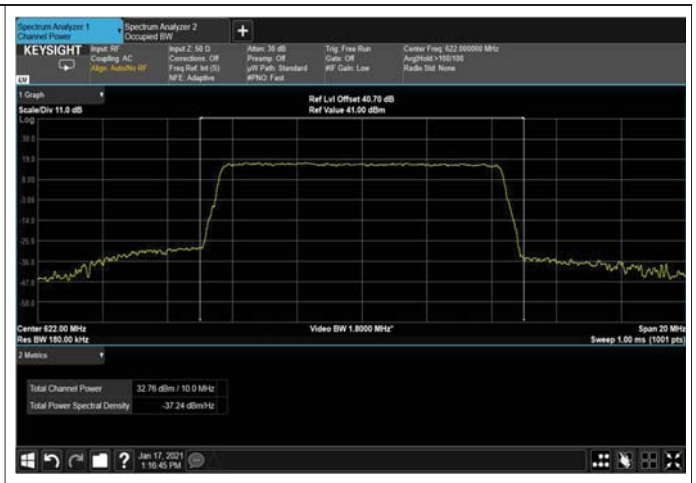 Spectrum Analyzer 1
Channel Power
Spectrum Analyzer 2
Occupied BW
KEYSIGHT
LV
Input: RF
Coupling: AC
Align: Auto/No RF
Input Z: 50 Ω
Corrections: Off
Freq Ref: Int (S)
NFE: Adaptive
Atten: 30 dB
Preamp: Off
µW Path: Standard
#PNO: Fast
Trig: Free Run
Gate: Off
#IF Gain: Low
Center Freq: 622.000000 MHz
Avg|Hold:>100/100
Radio Std: None
1 Graph
Scale/Div 11.0 dB
Ref Lvl Offset 40.70 dB
Ref Value 41.00 dBm
Log
30.0
19.0
8.00
-3.00
-14.0
-25.0
-36.0
-47.0
-58.0
Center 622.00 MHz
Res BW 180.00 kHz
Video BW 1.8000 MHz*
Span 20 MHz
Sweep 1.00 ms (1001 pts)
2 Metrics
Total Channel Power 32.76 dBm / 10.0 MHz
Total Power Spectral Density -37.24 dBm/Hz
?
Jan 17, 2021
1:16:45 PM